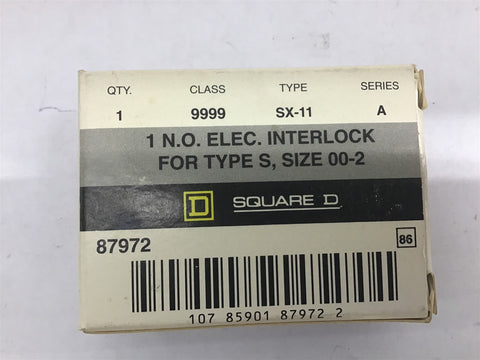 QTY. CLASS TYPE SERIES
1 9999 SX-11 A
1 N.O. ELEC. INTERLOCK
FOR TYPE S, SIZE 00-2
D SQUARE D
87972 86
107 85901 87972 2